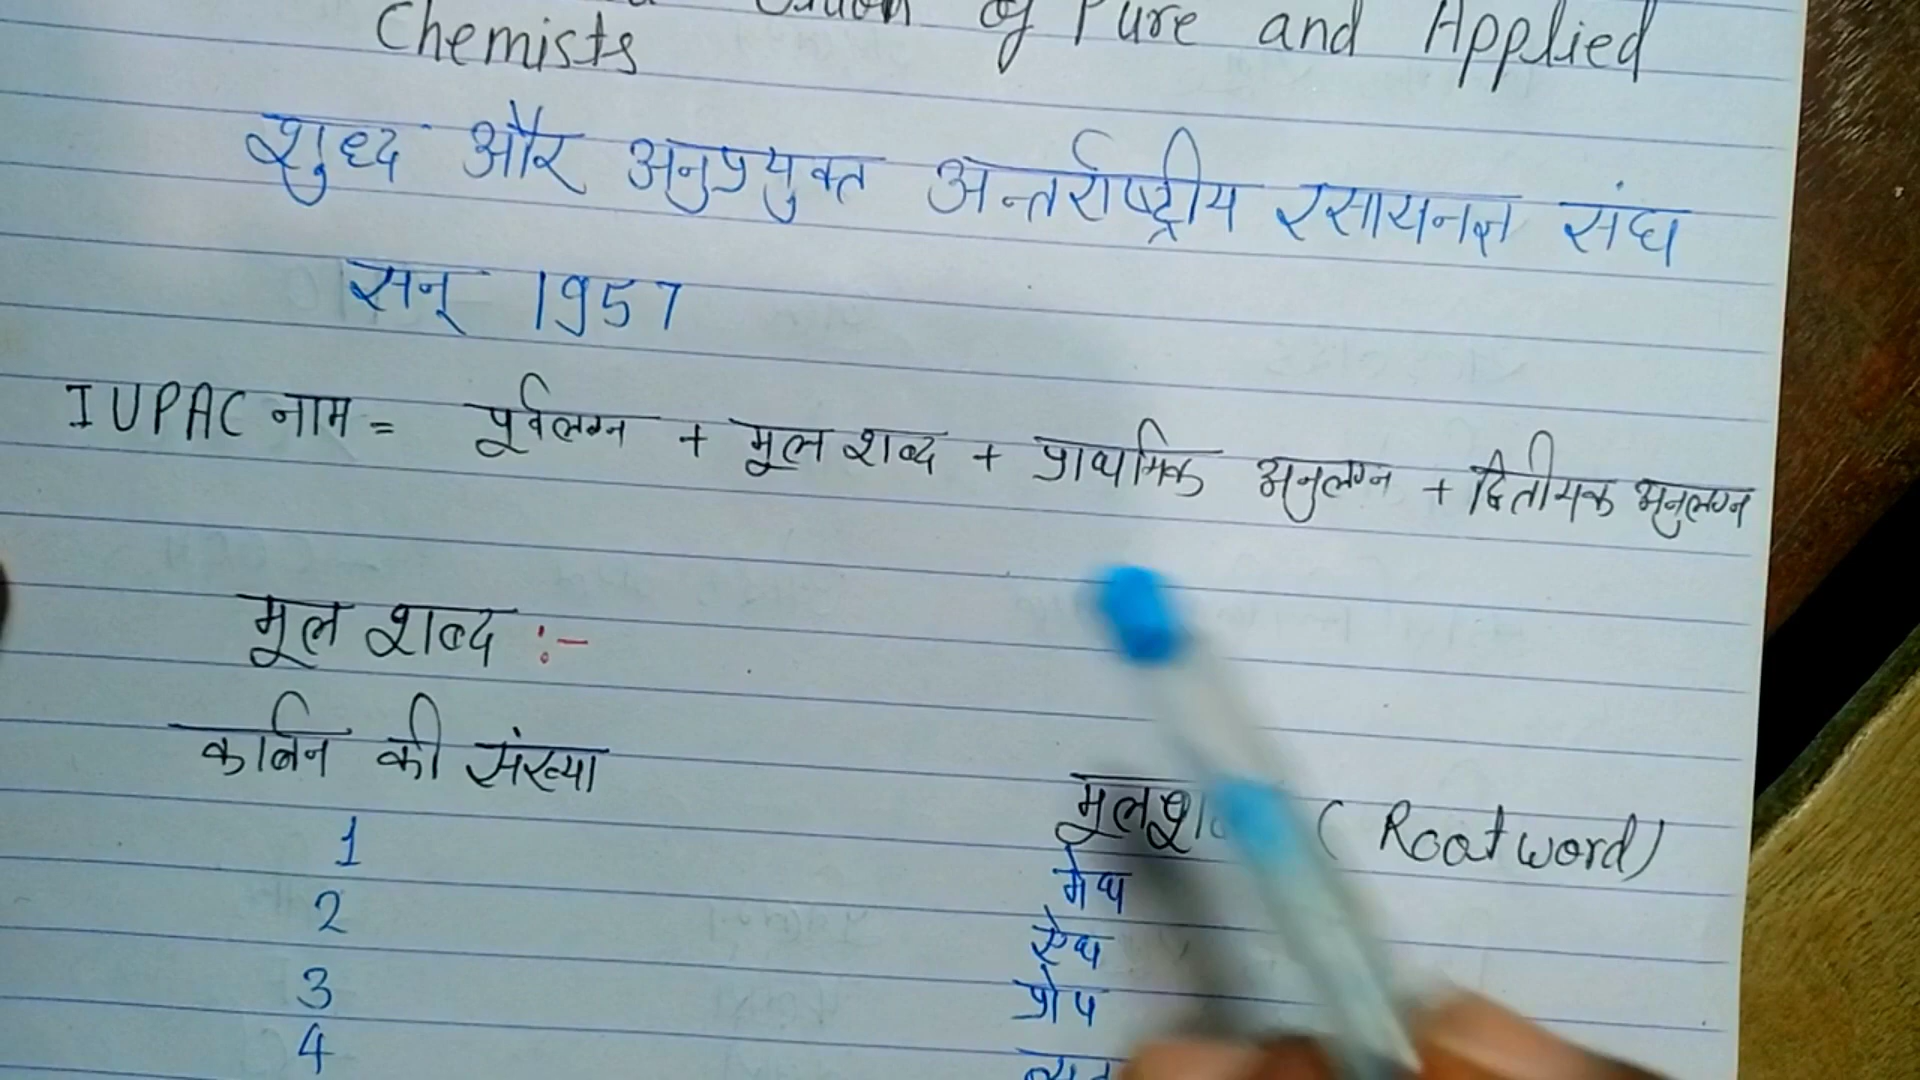 of Pure and Applied
Chemists
शुध्द और अनुप्रयुक्त अन्तर्राष्ट्रीय रसायनज्ञ संघ
सन् 1957
IUPAC नाम = पूर्वलग्न + मूल शब्द + प्राथमिक अनुलग्न + द्वितीयक अनुलग्न
मूल शब्द :-
कार्बन की संख्या
मूलशब्द (Root word)
1 मेथ
2 ऐथ
3 प्रोप
4